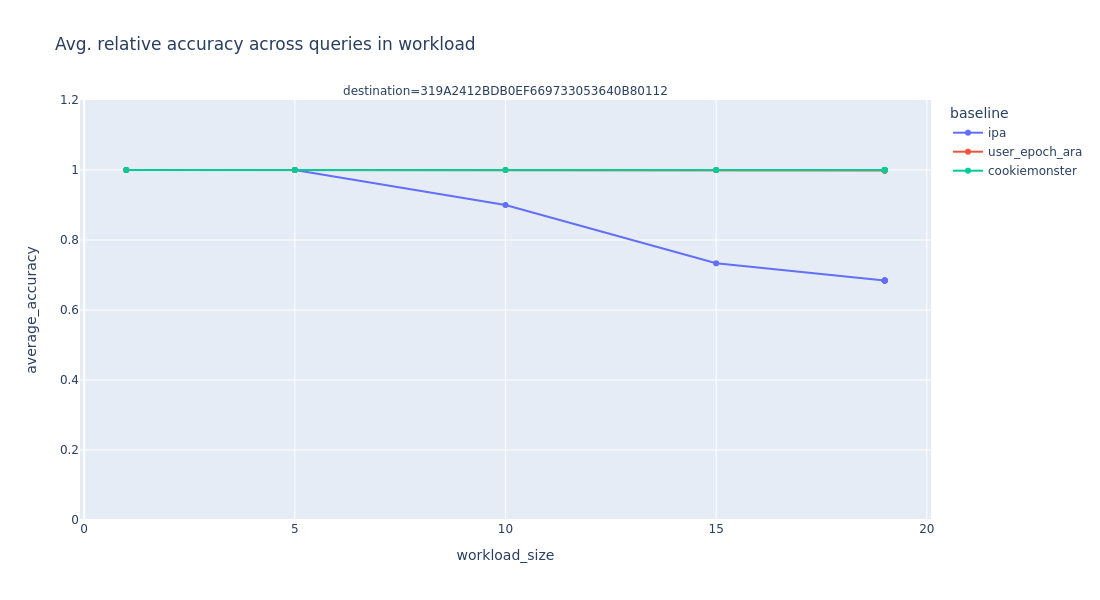 Avg. relative accuracy across queries in workload
destination=319A2412BDB0EF669733053640B80112
baseline
ipa
user_epoch_ara
cookiemonster
average_accuracy
1.2
1
0.8
0.6
0.4
0.2
0
0 5 10 15 20
workload_size